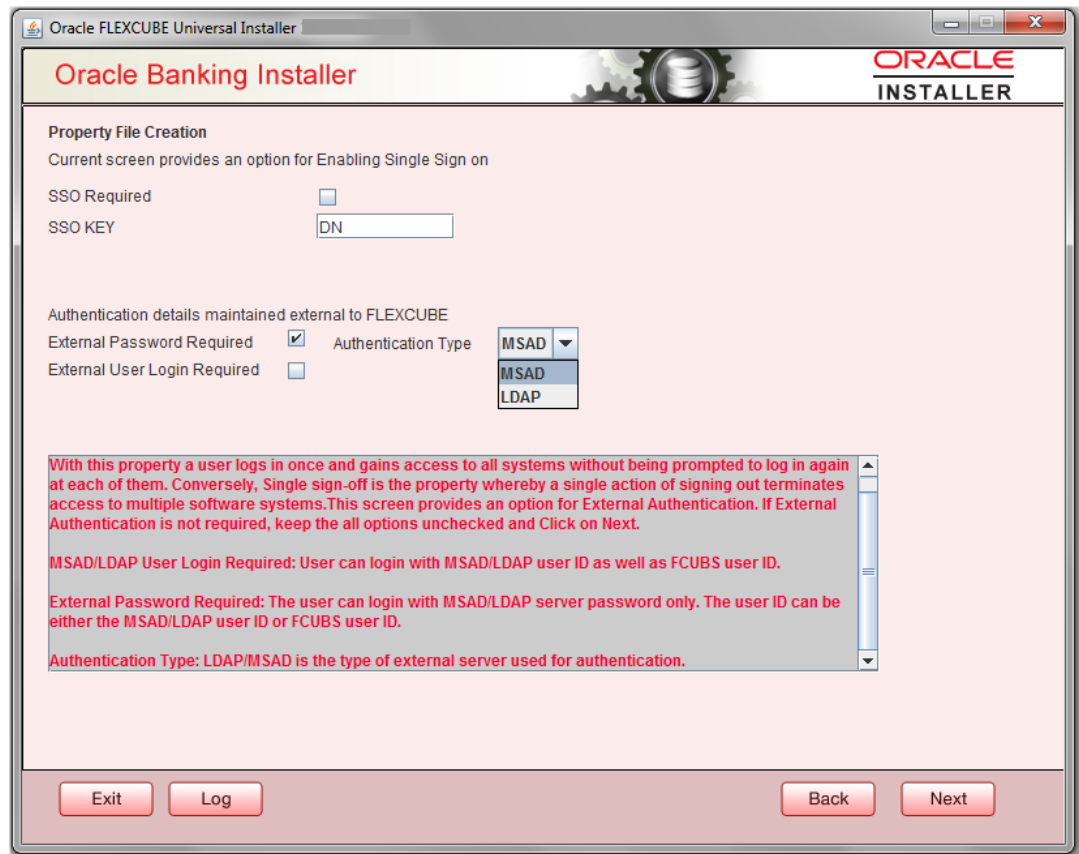 Oracle FLEXCUBE Universal Installer
Oracle Banking Installer
ORACLE
INSTALLER
Property File Creation
Current screen provides an option for Enabling Single Sign on
SSO Required
SSO KEY DN
Authentication details maintained external to FLEXCUBE
External Password Required Authentication Type MSAD
External User Login Required MSAD
LDAP
With this property a user logs in once and gains access to all systems without being prompted to log in again
at each of them. Conversely, Single sign-off is the property whereby a single action of signing out terminates
access to multiple software systems.This screen provides an option for External Authentication. If External
Authentication is not required, keep the all options unchecked and Click on Next.
MSAD/LDAP User Login Required: User can login with MSAD/LDAP user ID as well as FCUBS user ID.
External Password Required: The user can login with MSAD/LDAP server password only. The user ID can be
either the MSAD/LDAP user ID or FCUBS user ID.
Authentication Type: LDAP/MSAD is the type of external server used for authentication.
Exit Log Back Next